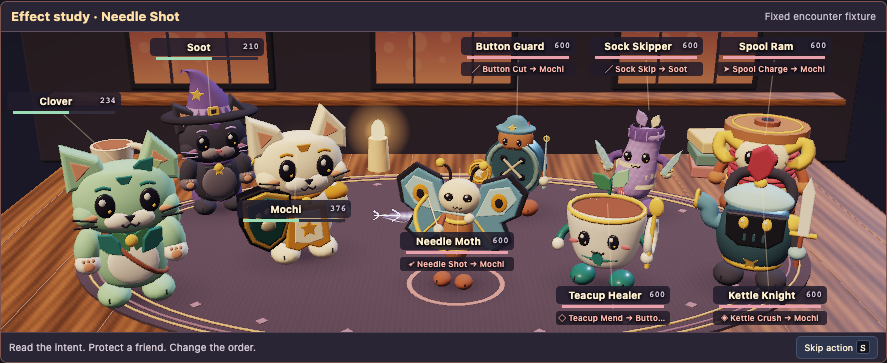 Effect study · Needle Shot
Fixed encounter fixture
Soot 210
Button Guard 600
Button Cut → Mochi
Sock Skipper 600
Sock Skip → Soot
Spool Ram 600
Spool Charge → Mochi
Clover 234
Mochi 376
Needle Moth 600
Needle Shot → Mochi
Teacup Healer 600
Teacup Mend → Butto...
Kettle Knight 600
Kettle Crush → Mochi
Read the intent. Protect a friend. Change the order.
Skip action S